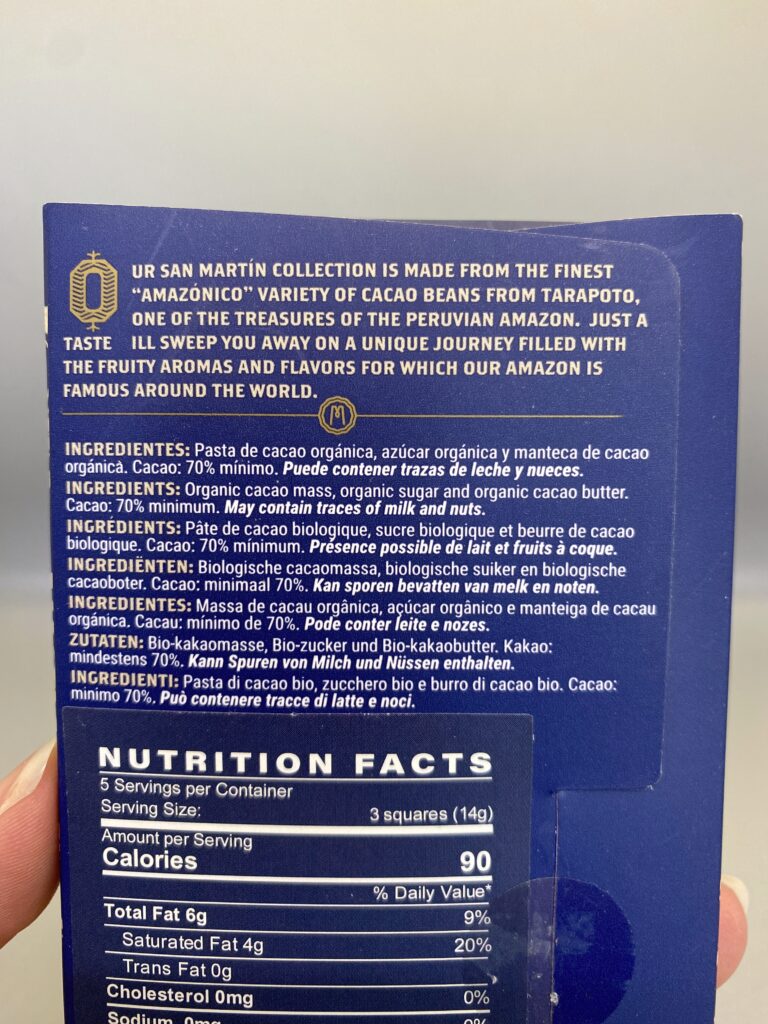 OUR SAN MARTÍN COLLECTION IS MADE FROM THE FINEST
“AMAZÓNICO” VARIETY OF CACAO BEANS FROM TARAPOTO,
ONE OF THE TREASURES OF THE PERUVIAN AMAZON. JUST A
TASTE ILL SWEEP YOU AWAY ON A UNIQUE JOURNEY FILLED WITH
THE FRUITY AROMAS AND FLAVORS FOR WHICH OUR AMAZON IS
FAMOUS AROUND THE WORLD.
M
INGREDIENTES: Pasta de cacao orgánica, azúcar orgánica y manteca de cacao
orgánica. Cacao: 70% mínimo. Puede contener trazas de leche y nueces.
INGREDIENTS: Organic cacao mass, organic sugar and organic cacao butter.
Cacao: 70% minimum. May contain traces of milk and nuts.
INGRÉDIENTS: Pâte de cacao biologique, sucre biologique et beurre de cacao
biologique. Cacao: 70% mínimum. Présence possible de lait et fruits à coque.
INGREDIËNTEN: Biologische cacaomassa, biologische suiker en biologische
cacaoboter. Cacao: minimaal 70%. Kan sporen bevatten van melk en noten.
INGREDIENTES: Massa de cacau orgânica, açúcar orgânico e manteiga de cacau
orgánica. Cacau: mínimo de 70%. Pode conter leite e nozes.
ZUTATEN: Bio-kakaomasse, Bio-zucker und Bio-kakaobutter. Kakao:
mindestens 70%. Kann Spuren von Milch und Nüssen enthalten.
INGREDIENTI: Pasta di cacao bio, zucchero bio e burro di cacao bio. Cacao:
minimo 70%. Può contenere tracce di latte e noci.
NUTRITION FACTS
5 Servings per Container
Serving Size: 3 squares (14g)
Amount per Serving
Calories 90
% Daily Value*
Total Fat 6g 9%
Saturated Fat 4g 20%
Trans Fat 0g
Cholesterol 0mg 0%
Sodium 0mg 0%